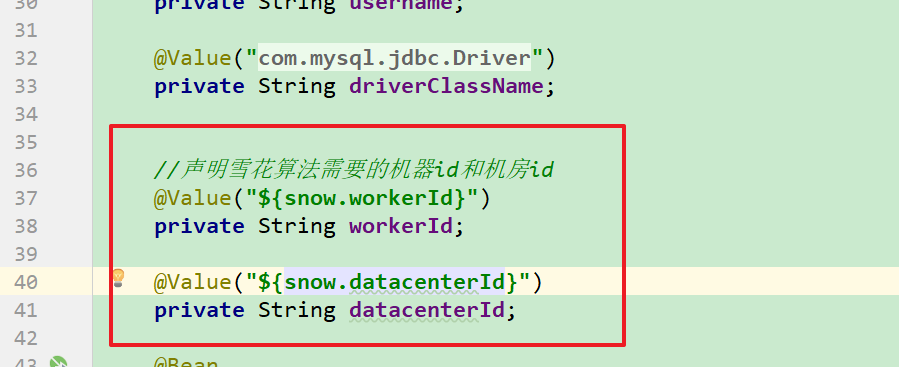 30 private String username;
31
32 @Value("com.mysql.jdbc.Driver")
33 private String driverClassName;
34
35
36 //声明雪花算法需要的机器id和机房id
37 @Value("${snow.workerId}")
38 private String workerId;
39
40 @Value("${snow.datacenterId}")
41 private String datacenterId;
42
43 @Bean